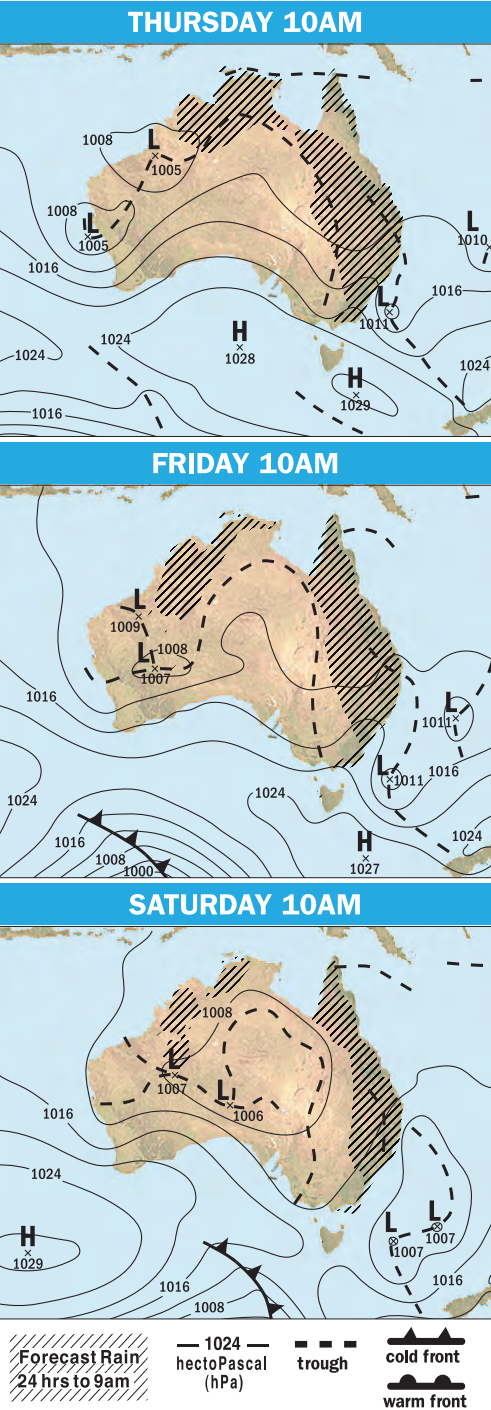 THURSDAY 10AM
1008
L
1005
1008
L
1005
L
1010
1016
1016
L
1011
H
1028
1024
1024
1024
H
1029
1016
FRIDAY 10AM
L
1009
1008
L
1007
1016
L
1011
L
1011
1016
1024
1024
1016
1024
H
1027
1008
1000
SATURDAY 10AM
1008
L
1007
L
1006
1016
1024
L
1007
L
1007
H
1029
1016
1016
1008
Forecast Rain
24 hrs to 9am
1024
hectoPascal
(hPa)
trough
cold front
warm front